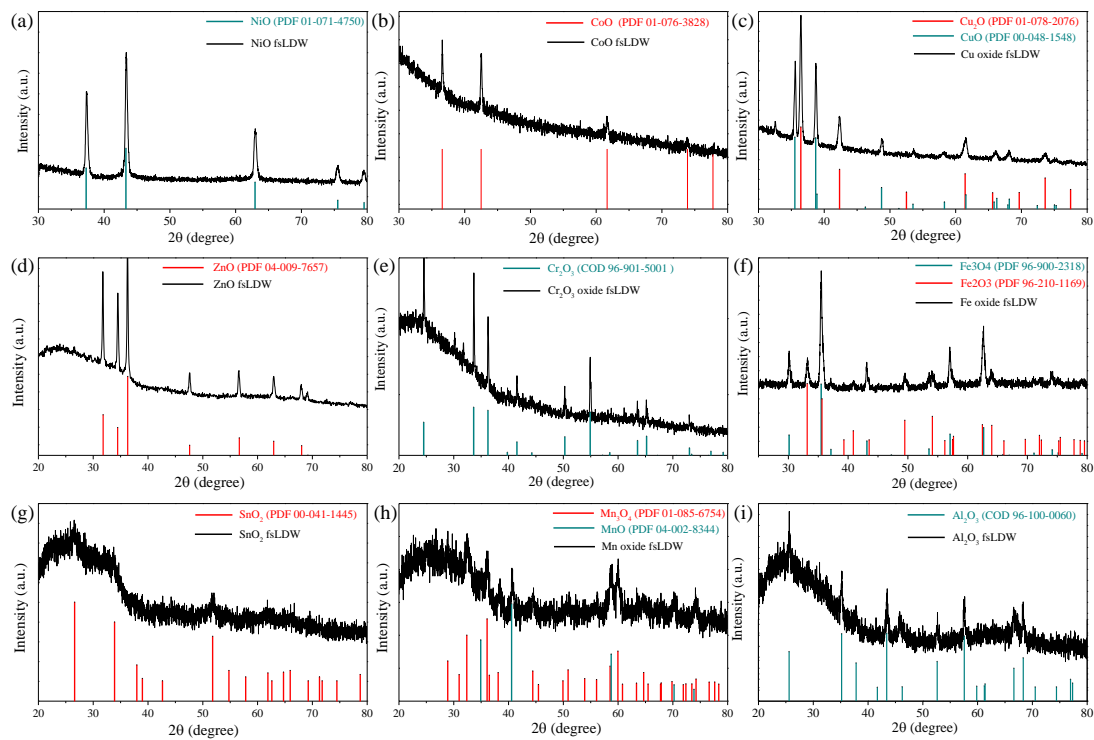 (a)
NiO (PDF 01-071-4750)
NiO fsLDW
Intensity (a.u.)
30 40 50 60 70 80
2θ (degree)
(b)
CoO (PDF 01-076-3828)
CoO fsLDW
Intensity (a.u.)
30 40 50 60 70 80
2θ (degree)
(c)
Cu₂O (PDF 01-078-2076)
CuO (PDF 00-048-1548)
Cu oxide fsLDW
Intensity (a.u.)
30 40 50 60 70 80
2θ (degree)
(d)
ZnO (PDF 04-009-7657)
ZnO fsLDW
Intensity (a.u.)
20 30 40 50 60 70 80
2θ (degree)
(e)
Cr₂O₃ (COD 96-901-5001 )
Cr₂O₃ oxide fsLDW
Intensity (a.u.)
20 30 40 50 60 70 80
2θ (degree)
(f)
Fe3O4 (PDF 96-900-2318)
Fe2O3 (PDF 96-210-1169)
Fe oxide fsLDW
Intensity (a.u.)
30 40 50 60 70 80
2θ (degree)
(g)
SnO₂ (PDF 00-041-1445)
SnO₂ fsLDW
Intensity (a.u.)
20 30 40 50 60 70 80
2θ (degree)
(h)
Mn₃O₄ (PDF 01-085-6754)
MnO (PDF 04-002-8344)
Mn oxide fsLDW
Intensity (a.u.)
20 30 40 50 60 70 80
2θ (degree)
(i)
Al₂O₃ (COD 96-100-0060)
Al₂O₃ fsLDW
Intensity (a.u.)
20 30 40 50 60 70 80
2θ (degree)